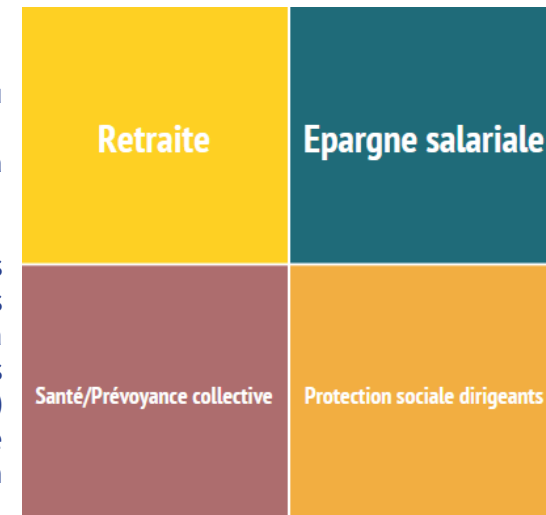 Retraite
Epargne salariale
Santé/Prévoyance collective
Protection sociale dirigeants